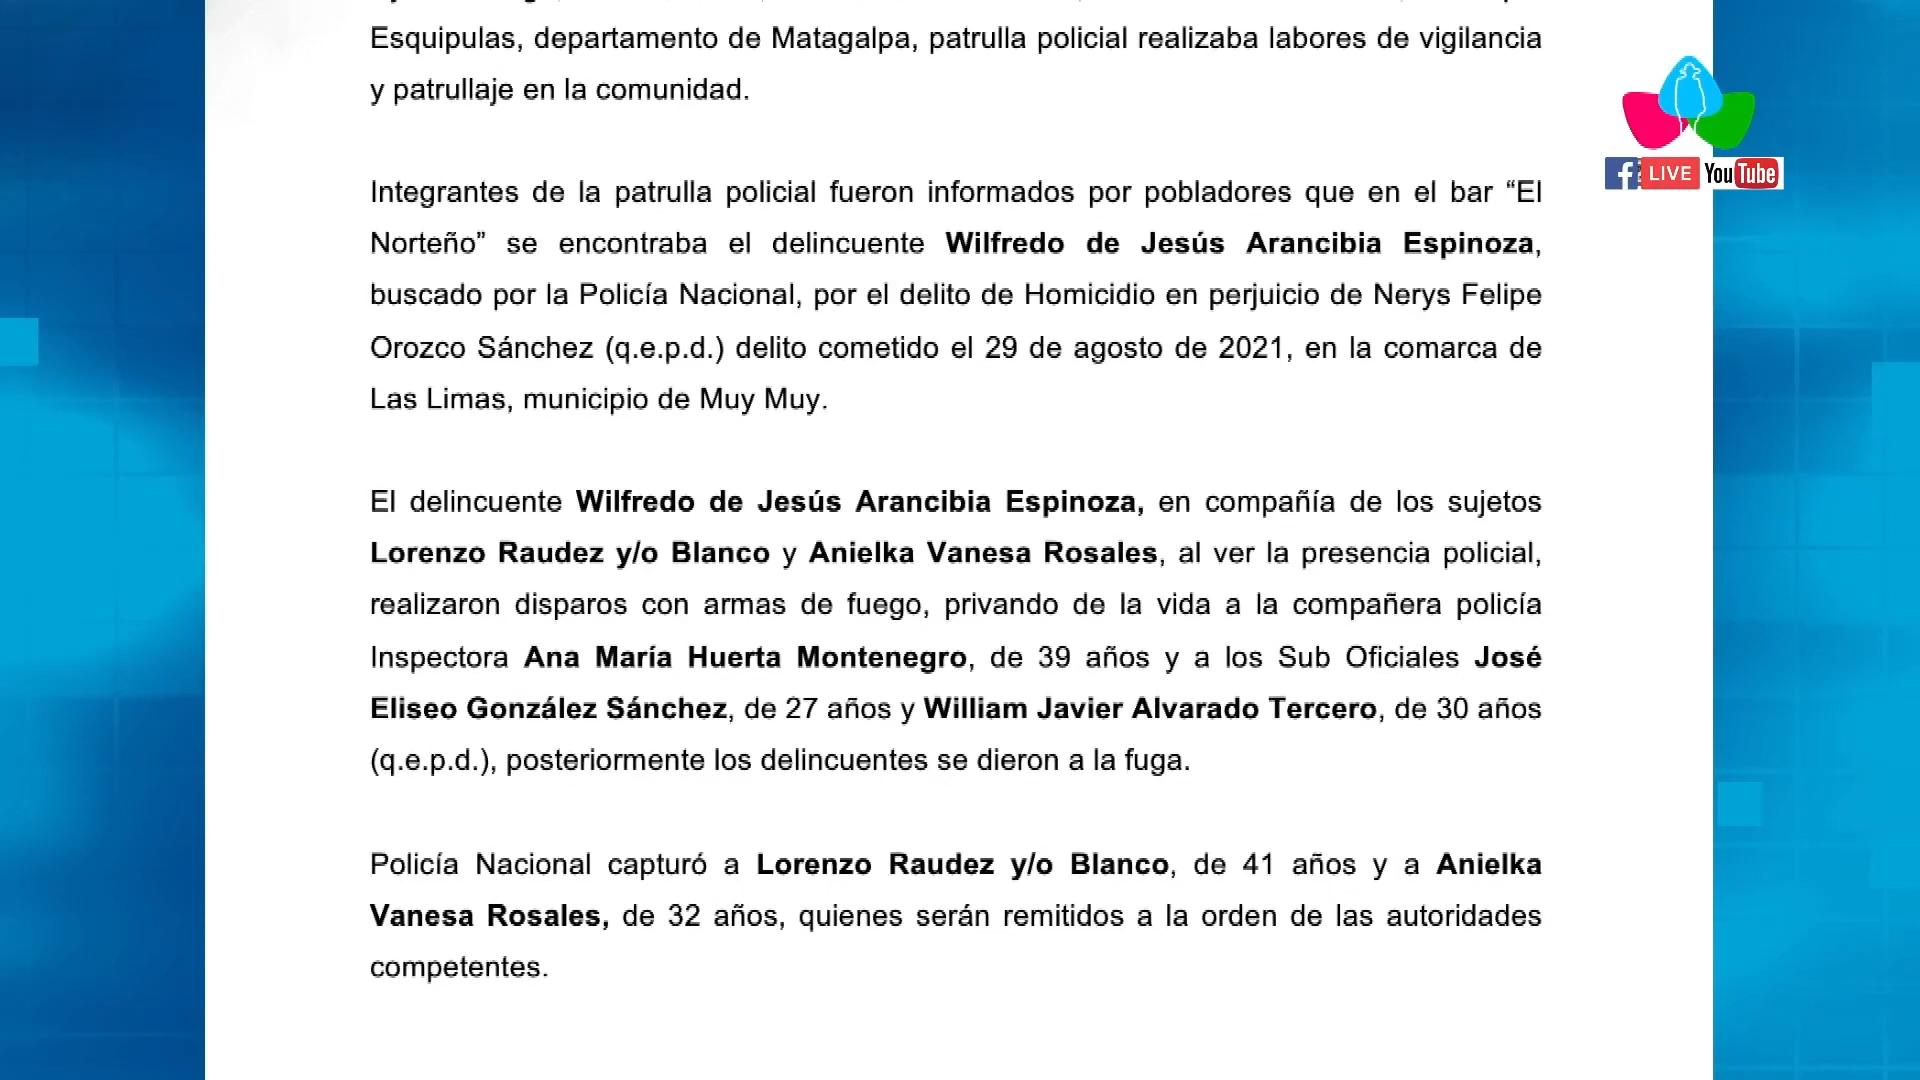 Esquipulas, departamento de Matagalpa, patrulla policial realizaba labores de vigilancia
y patrullaje en la comunidad.
Integrantes de la patrulla policial fueron informados por pobladores que en el bar “El
Norteño” se encontraba el delincuente Wilfredo de Jesús Arancibia Espinoza,
buscado por la Policía Nacional, por el delito de Homicidio en perjuicio de Nerys Felipe
Orozco Sánchez (q.e.p.d.) delito cometido el 29 de agosto de 2021, en la comarca de
Las Limas, municipio de Muy Muy.
El delincuente Wilfredo de Jesús Arancibia Espinoza, en compañía de los sujetos
Lorenzo Raudez y/o Blanco y Anielka Vanesa Rosales, al ver la presencia policial,
realizaron disparos con armas de fuego, privando de la vida a la compañera policía
Inspectora Ana María Huerta Montenegro, de 39 años y a los Sub Oficiales José
Eliseo González Sánchez, de 27 años y William Javier Alvarado Tercero, de 30 años
(q.e.p.d.), posteriormente los delincuentes se dieron a la fuga.
Policía Nacional capturó a Lorenzo Raudez y/o Blanco, de 41 años y a Anielka
Vanesa Rosales, de 32 años, quienes serán remitidos a la orden de las autoridades
competentes.
f LIVE YouTube